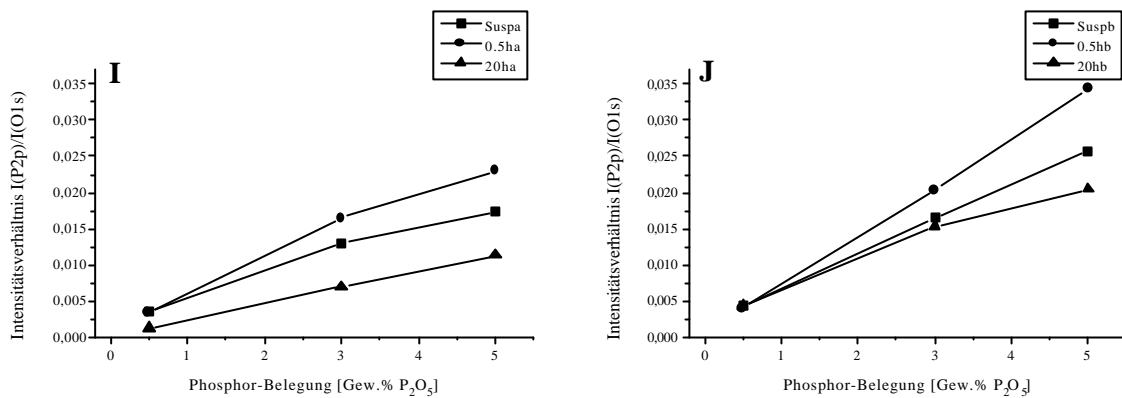 Suspa
0.5ha
20ha
I
0,035
0,030
0,025
0,020
0,015
0,010
0,005
0,000
Intensitätsverhältnis I(P2p)/I(O1s)
0 1 2 3 4 5
Phosphor-Belegung [Gew.% P₂O₅]
Suspb
0.5hb
20hb
J
0,035
0,030
0,025
0,020
0,015
0,010
0,005
0,000
Intensitätsverhältnis I(P2p)/I(O1s)
0 1 2 3 4 5
Phosphor-Belegung [Gew.% P₂O₅]